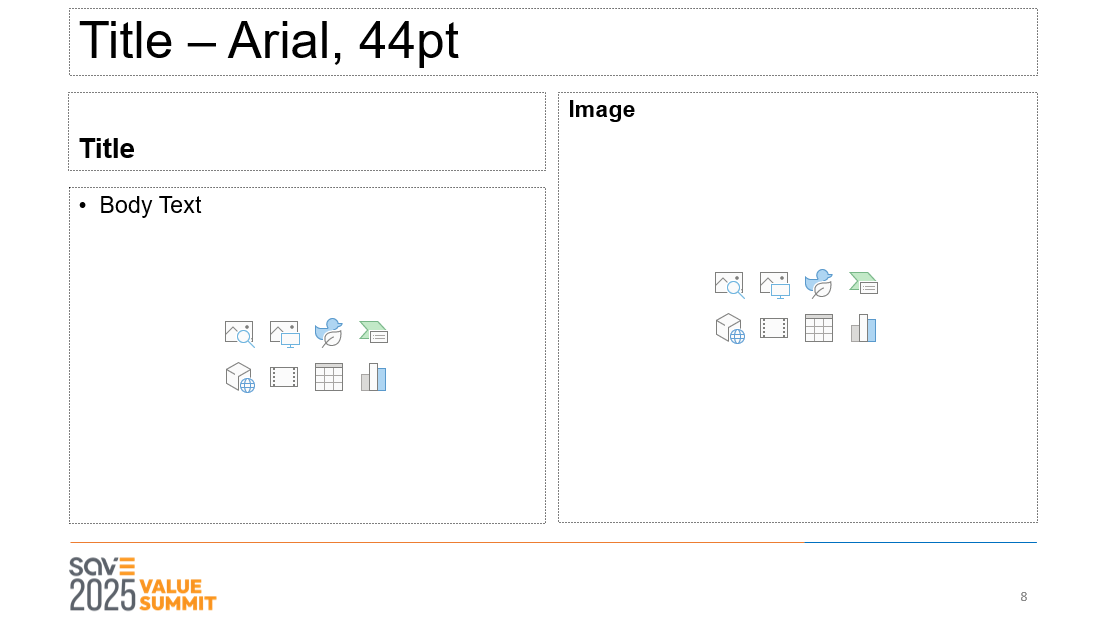 Title – Arial, 44pt
Title
• Body Text
Image
SAVE
2025 VALUE
SUMMIT
8